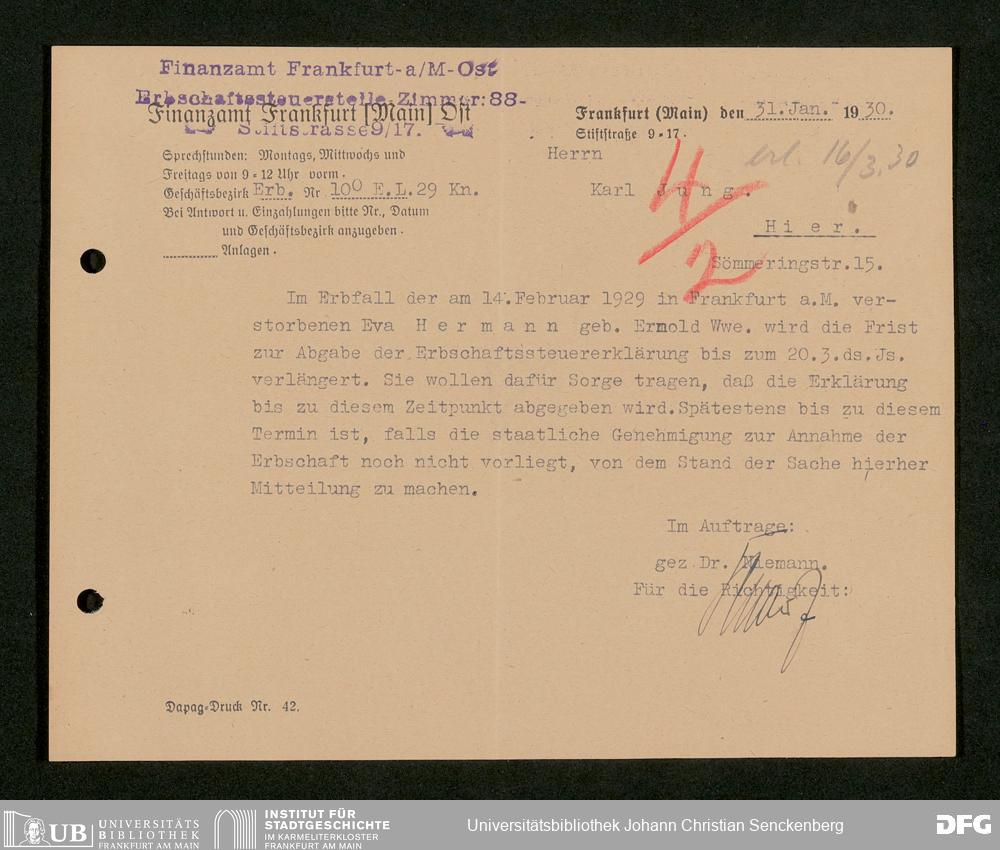 Finanzamt Frankfurt-a/M-Ost
Erbschaftssteuerstelle Zimmer:88-
Stiftstrasse9/17.
Finanzamt Frankfurt [Main] Ost
Sprechstunden: Montags, Mittwochs und
Freitags von 9-12 Uhr vorm.
Geschäftsbezirk Erb. Nr. 100 E.L.29 Kn.
Bei Antwort u. Einzahlungen bitte Nr., Datum
und Geschäftsbezirk anzugeben.
Anlagen.
Frankfurt (Main) den 31.Jan. 1930.
Stiftstraße 9-17.
erl. 16/3.30
Herrn
Karl Jung.
Hier.
Sömmeringstr.15.
4/2
Im Erbfall der am 14.Februar 1929 in Frankfurt a.M. ver-
storbenen Eva Hermann geb. Ermold Wwe. wird die Frist
zur Abgabe der Erbschaftssteuererklärung bis zum 20.3.ds.Js.
verlängert. Sie wollen dafür Sorge tragen, daß die Erklärung
bis zu diesem Zeitpunkt abgegeben wird.Spätestens bis zu diesem
Termin ist, falls die staatliche Genehmigung zur Annahme der
Erbschaft noch nicht vorliegt, von dem Stand der Sache hierher
Mitteilung zu machen.
Im Auftrage:
gez.Dr. Niemann.
Für die Richtigkeit:
Dapag-Druck Nr. 42.
UB UNIVERSITÄTS
BIBLIOTHEK
FRANKFURT AM MAIN
INSTITUT FÜR
STADTGESCHICHTE
IM KARMELITERKLOSTER
FRANKFURT AM MAIN
Universitätsbibliothek Johann Christian Senckenberg
DFG